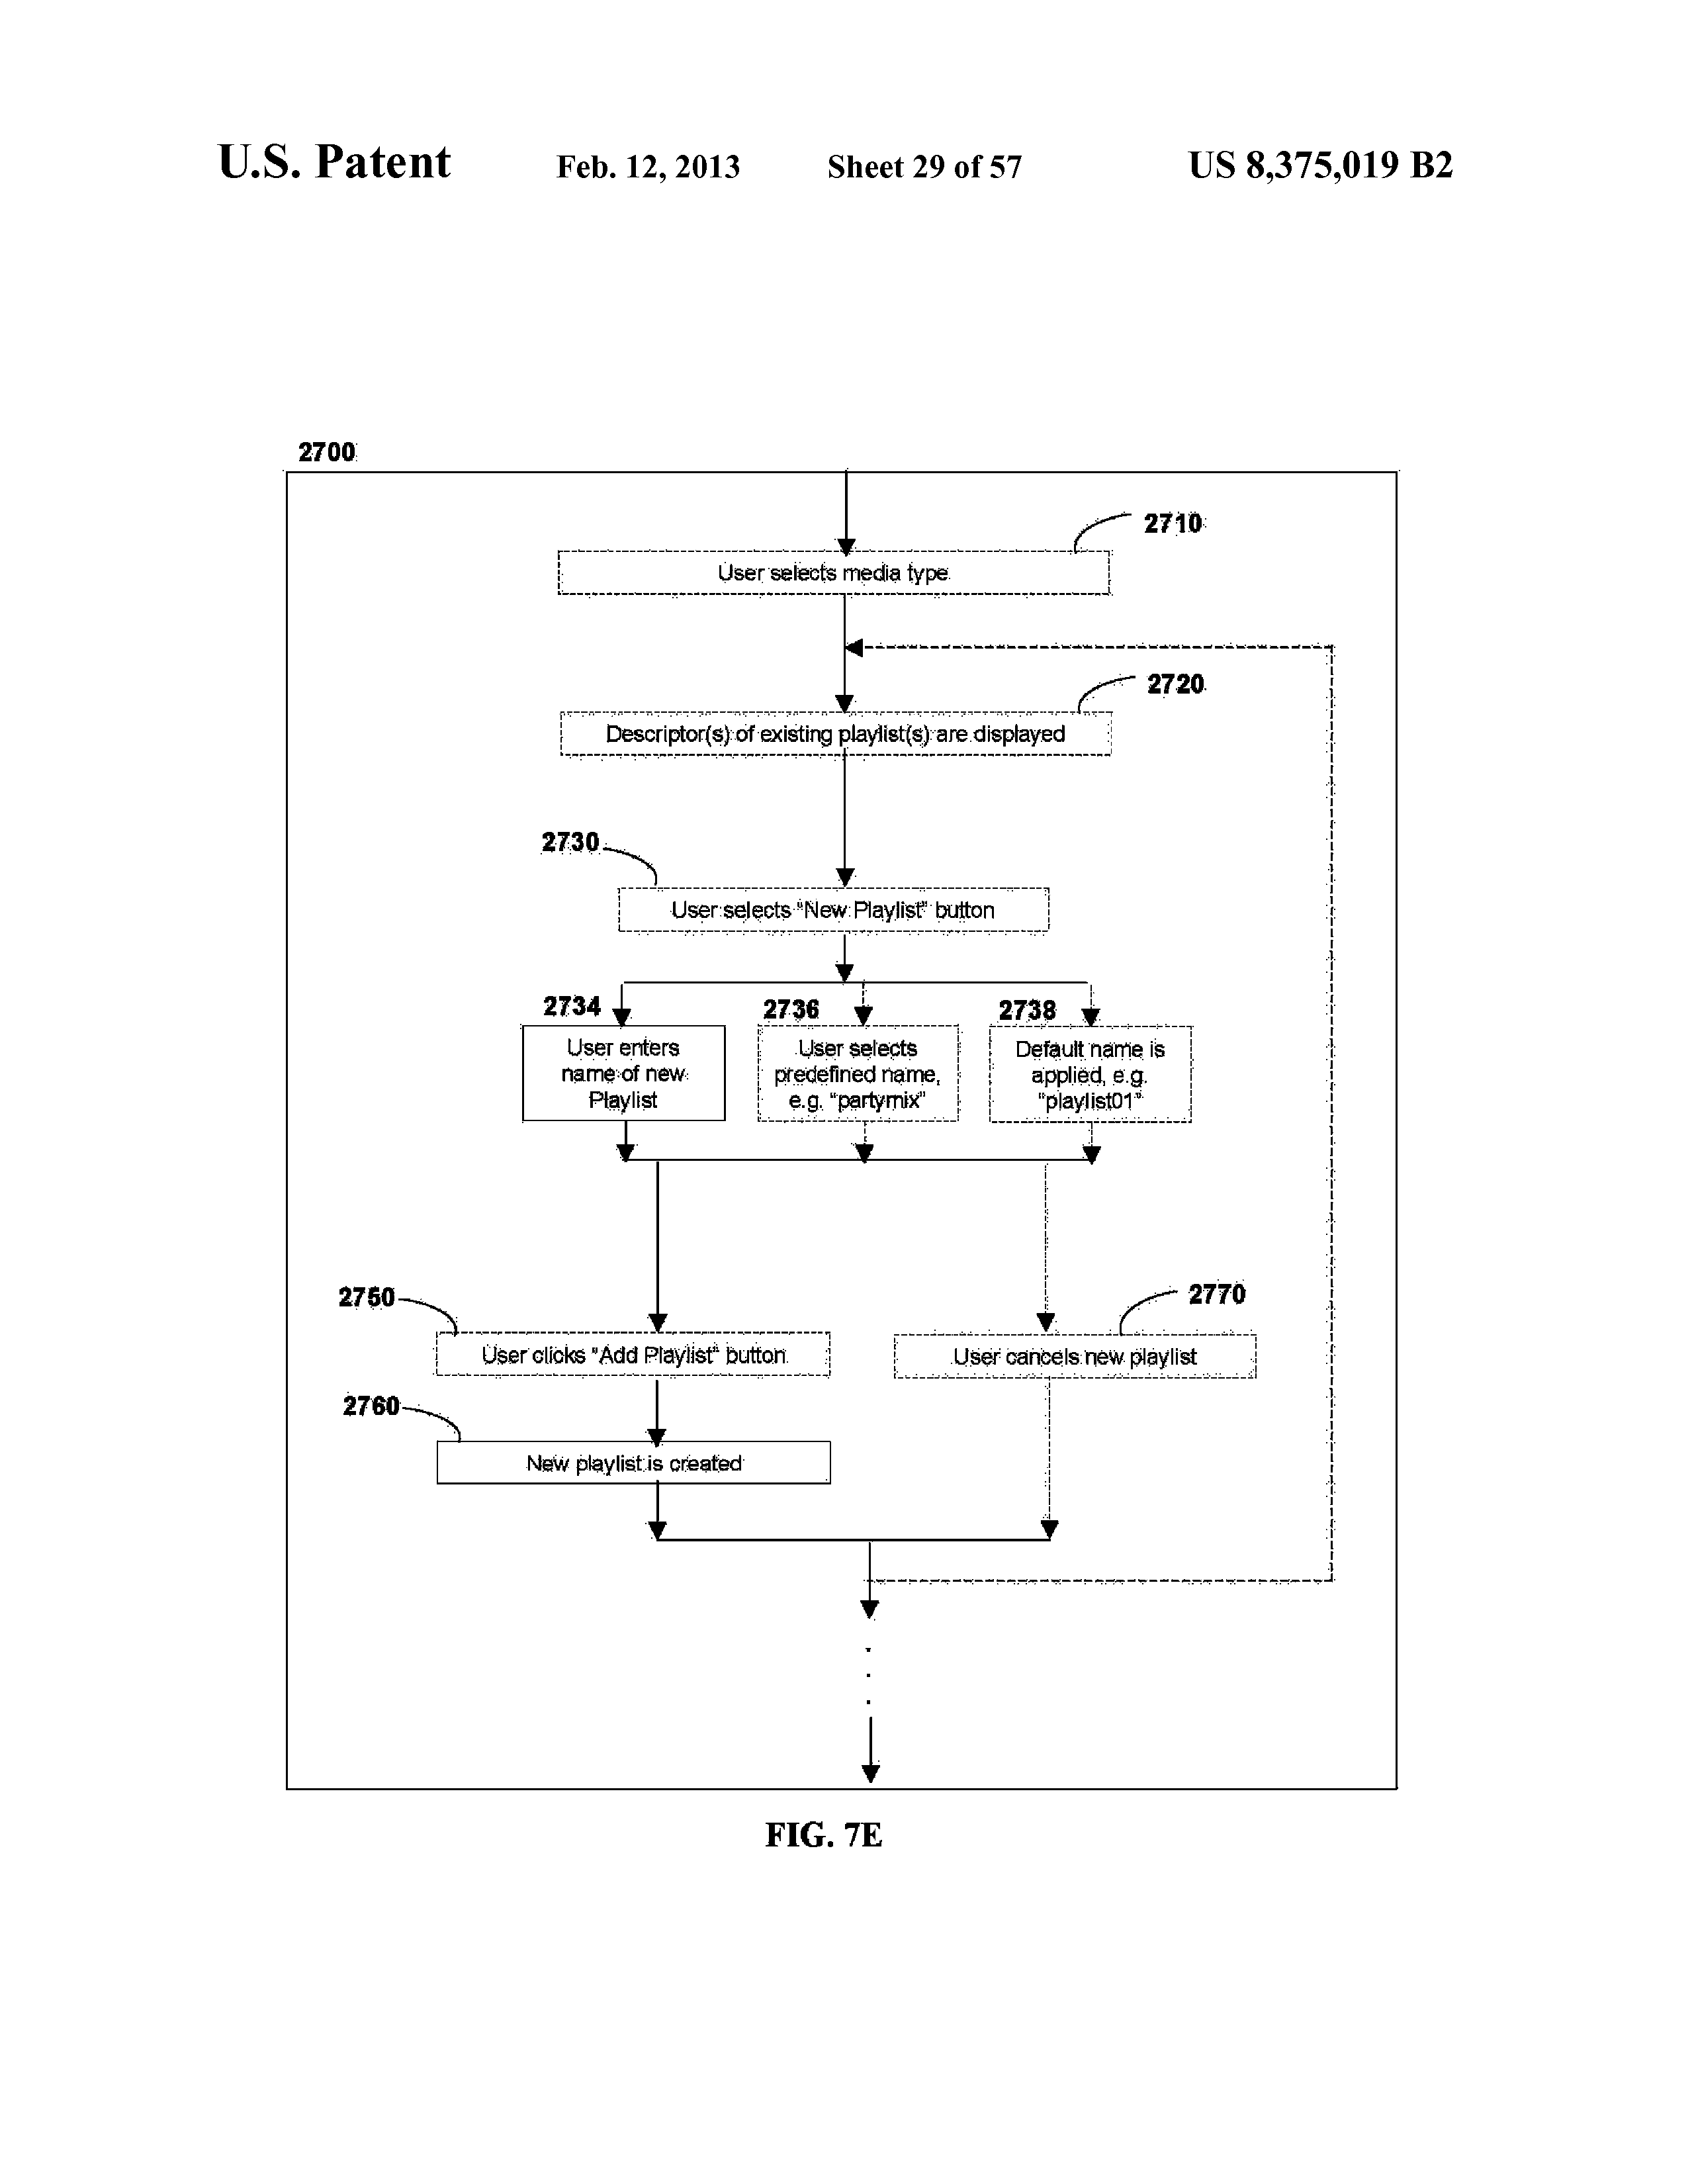 U.S. Patent Feb. 12, 2013 Sheet 29 of 57 US 8,375,019 B2
2700
2710
User selects media type
2720
Descriptor(s) of existing playlist(s) are displayed
2730
User selects "New Playlist" button
2734
User enters
name of new
Playlist
2736
User selects
predefined name,
e.g. "partymix"
2738
Default name is
applied, e.g.
"playlist01"
2750
User clicks "Add Playlist" button
2770
User cancels new playlist
2760
New playlist is created
FIG. 7E